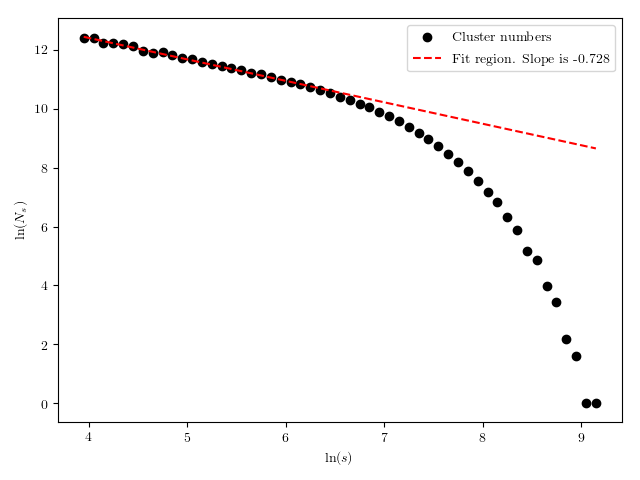 Cluster numbers
Fit region. Slope is -0.728
12
10
8
6
4
2
0
ln(N_s)
4 5 6 7 8 9
ln(s)